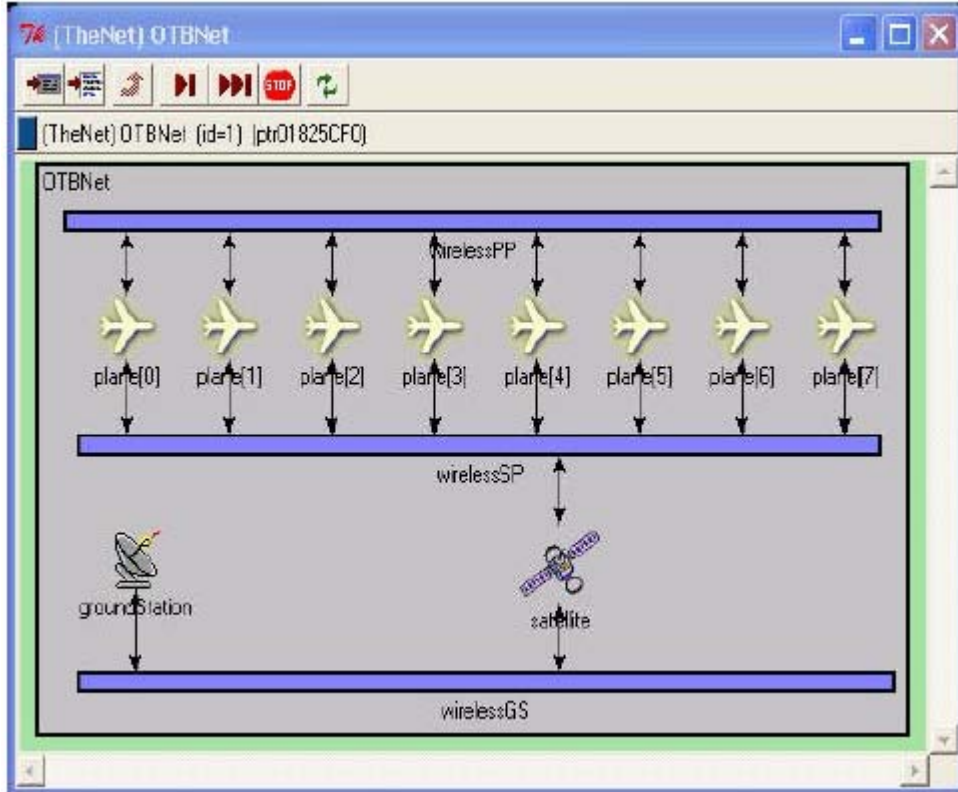 (TheNet) OTBNet
STOP
(TheNet) OTBNet (id=1) (ptr01825CF0)
OTBNet
wirelessPP
plane[0] plane[1] plane[2] plane[3] plane[4] plane[5] plane[6] plane[7]
wirelessSP
groundStation
satellite
wirelessGS